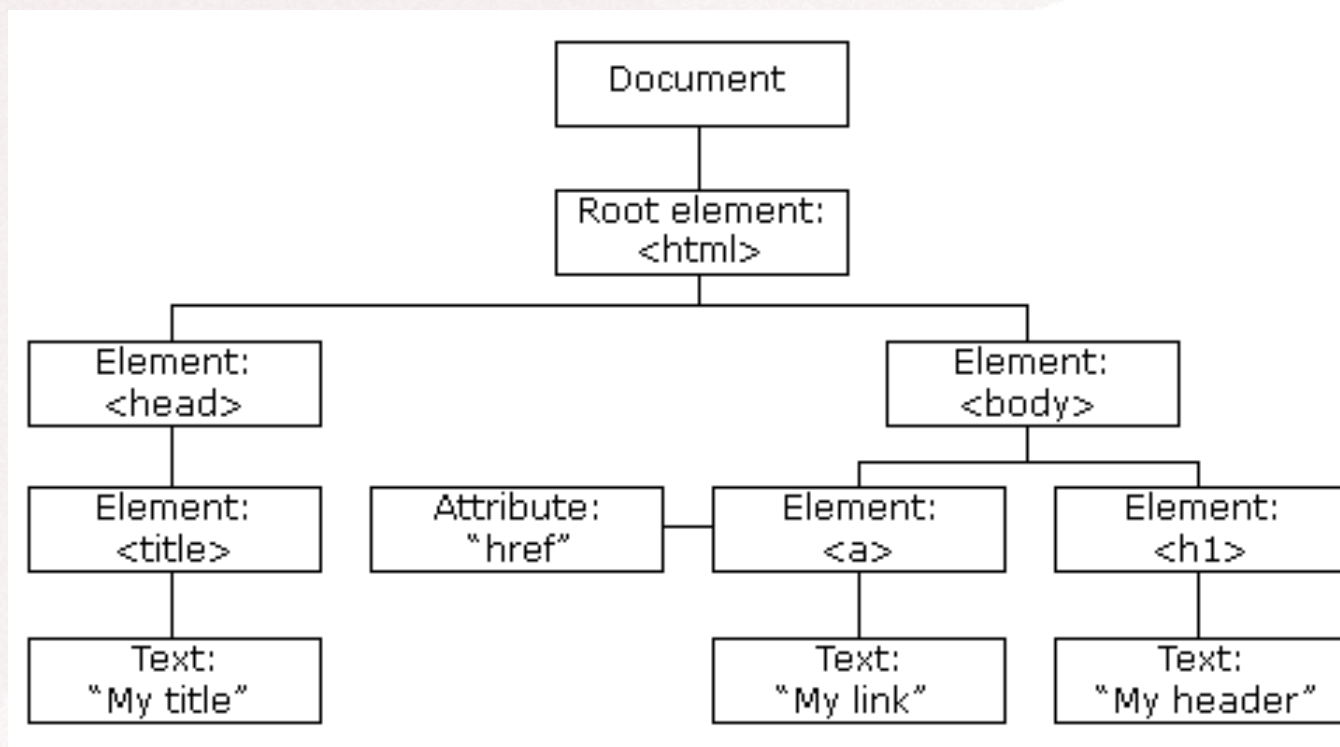 Document
Root element:
<html>
Element:
<head>
Element:
<body>
Element:
<title>
Attribute:
“href”
Element:
<a>
Element:
<h1>
Text:
“My title”
Text:
“My link”
Text:
“My header”